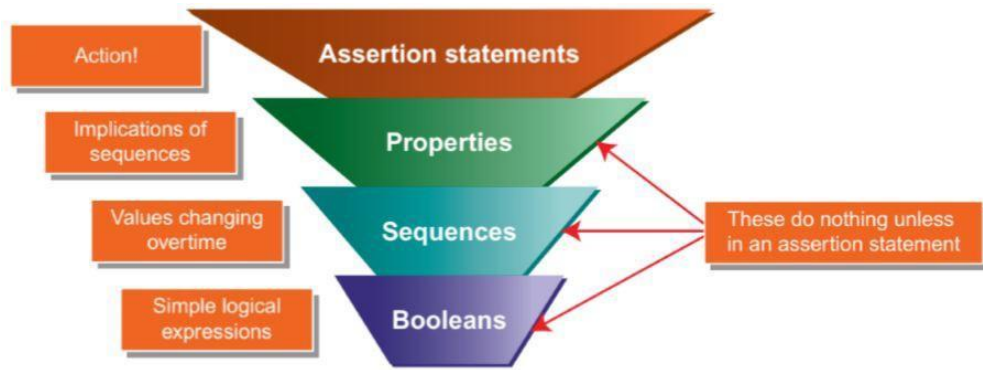 Action!
Assertion statements
Implications of
sequences
Properties
Values changing
overtime
Sequences
These do nothing unless
in an assertion statement
Simple logical
expressions
Booleans